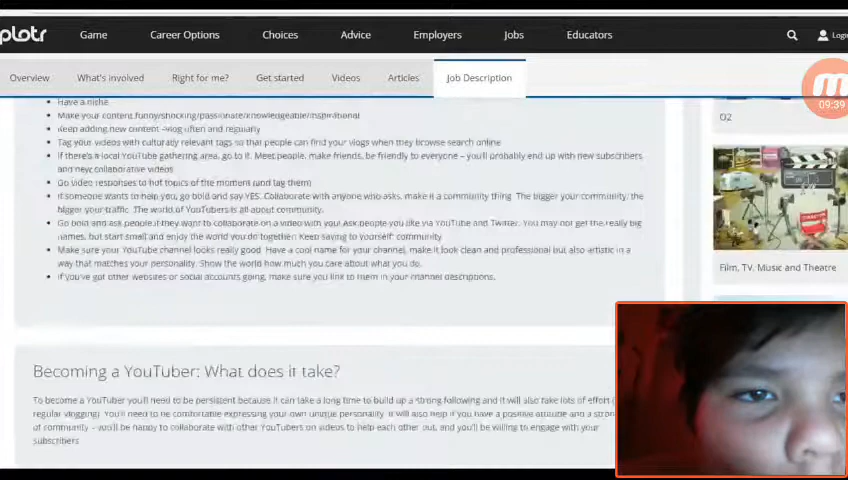 plotr
Game
Career Options
Choices
Advice
Employers
Jobs
Educators
Login
Overview
What's involved
Right for me?
Get started
Videos
Articles
Job Description
09:39
Have a niche
Make your content funny/shocking/passionate/knowledgeable/inspirational
Keep adding new content -vlog often and regularly
Tag your videos with culturally relevant tags so that people can find your vlogs when they browse search online
If there's a local YouTube gathering area, go to it. Meet people, make friends, be friendly to everyone – you'll probably end up with new subscribers
and new collaborative videos
Go video responses to hot topics of the moment (and tag them)
If someone wants to help you, go bold and say YES. Collaborate with anyone who asks, make it a community thing. The bigger your community, the
bigger your traffic. The world of YouTubers is all about community.
Go bold and ask people if they want to collaborate on a video with you! Ask people you like via YouTube and Twitter. You may not get the really big
names, but start small and enjoy the world you do together! Keep saying to yourself 'community'
Make sure your YouTube channel looks really good. Have a cool name for your channel, make it look clean and professional but also artistic in a
way that matches your personality. Show the world how much you care about what you do.
If you've got other websites or social accounts going, make sure you link to them in your channel descriptions.
O2
Film, TV, Music and Theatre
Becoming a YouTuber: What does it take?
To become a YouTuber you'll need to be persistent because it can take a long time to build up a strong following and it will also take lots of effort (
regular vlogging). You'll need to be comfortable expressing your own unique personality. It will also help if you have a positive attitude and a stron
of community – you'll be happy to collaborate with other YouTubers on videos to help each other out, and you'll be willing to engage with your
subscribers